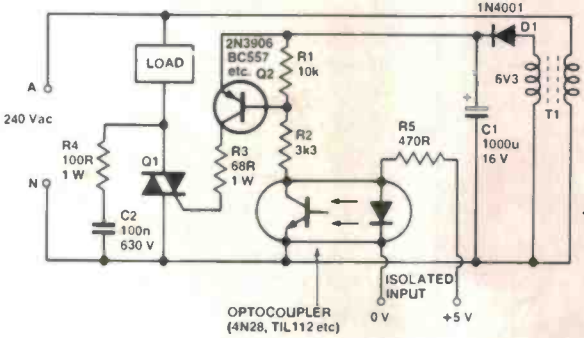 1N4001
D1
2N3906
BC557
etc.
Q2
R1
10k
LOAD
A
240 Vac
N
R4
100R
1 W
Q1
R3
68R
1 W
R2
3k3
R5
470R
C1
1000u
16 V
+
6V3
T1
C2
100n
630 V
ISOLATED
INPUT
0 V
+5 V
OPTOCOUPLER
(4N28, TIL112 etc)